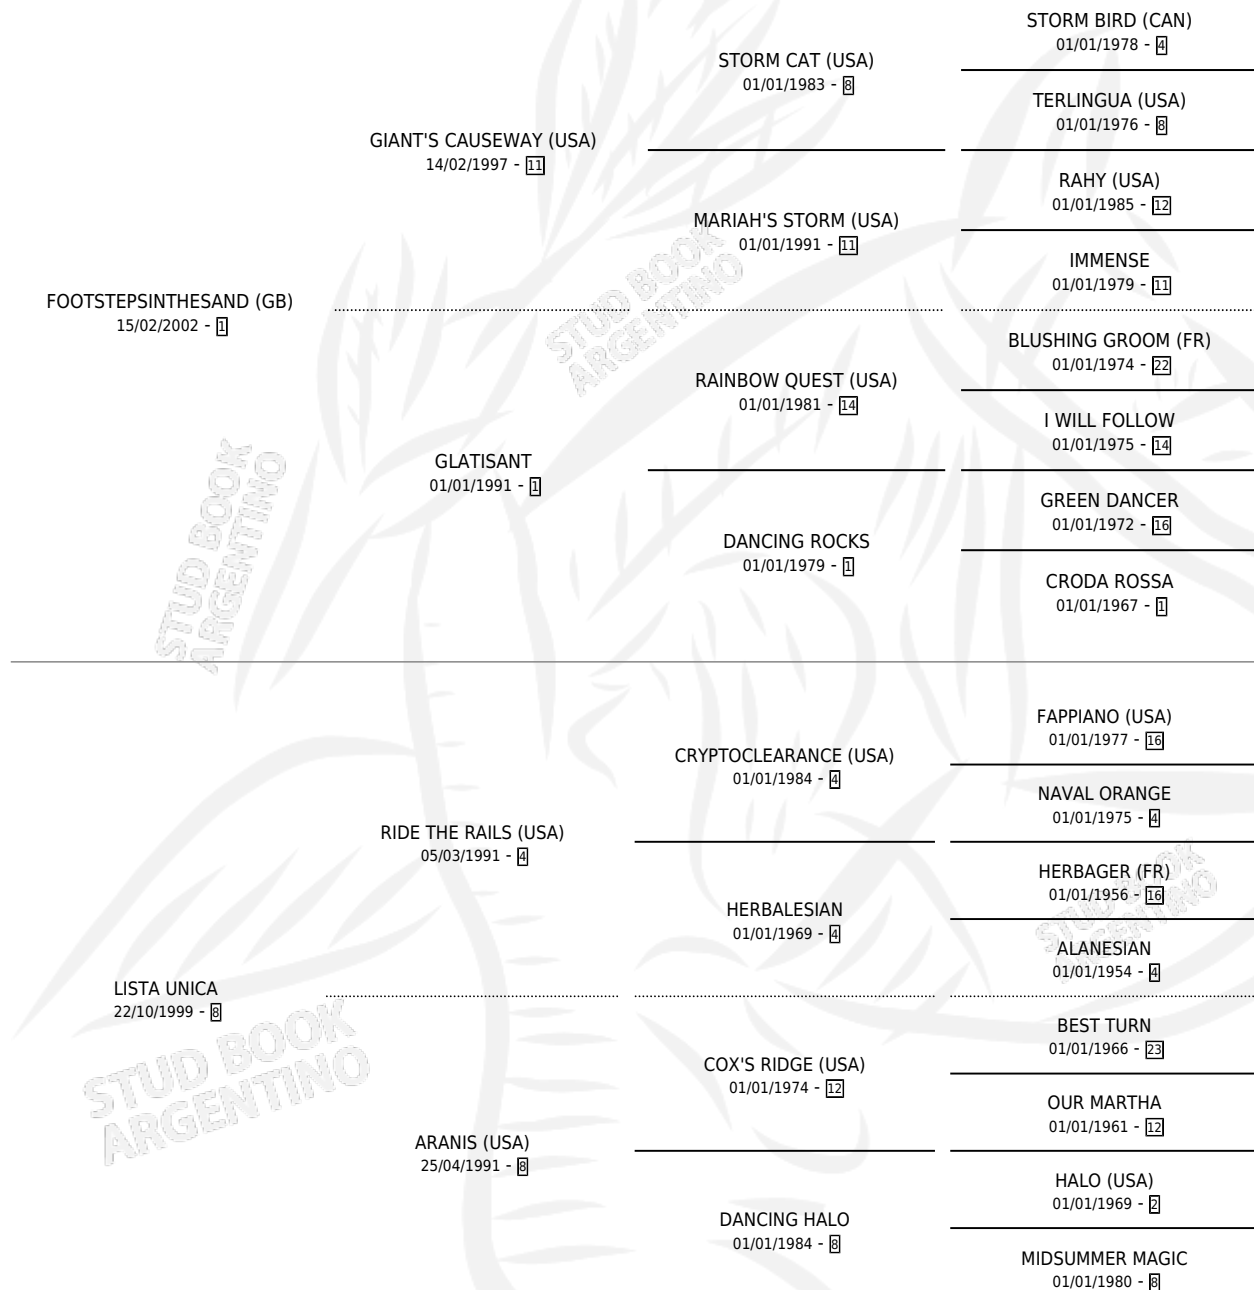 STORM BIRD (CAN)
01/01/1978 - 4
STORM CAT (USA)
01/01/1983 - 8
TERLINGUA (USA)
01/01/1976 - 8
GIANT'S CAUSEWAY (USA)
14/02/1997 - 11
RAHY (USA)
01/01/1985 - 12
MARIAH'S STORM (USA)
01/01/1991 - 11
IMMENSE
01/01/1979 - 11
FOOTSTEPSINTHESAND (GB)
15/02/2002 - 1
BLUSHING GROOM (FR)
01/01/1974 - 22
RAINBOW QUEST (USA)
01/01/1981 - 14
I WILL FOLLOW
01/01/1975 - 14
GLATISANT
01/01/1991 - 1
GREEN DANCER
01/01/1972 - 16
DANCING ROCKS
01/01/1979 - 1
CRODA ROSSA
01/01/1967 - 1
FAPPIANO (USA)
01/01/1977 - 16
CRYPTOCLEARANCE (USA)
01/01/1984 - 4
NAVAL ORANGE
01/01/1975 - 4
RIDE THE RAILS (USA)
05/03/1991 - 4
HERBAGER (FR)
01/01/1956 - 16
HERBALESIAN
01/01/1969 - 4
ALANESIAN
01/01/1954 - 4
LISTA UNICA
22/10/1999 - 8
BEST TURN
01/01/1966 - 23
COX'S RIDGE (USA)
01/01/1974 - 12
OUR MARTHA
01/01/1961 - 12
ARANIS (USA)
25/04/1991 - 8
HALO (USA)
01/01/1969 - 2
DANCING HALO
01/01/1984 - 8
MIDSUMMER MAGIC
01/01/1980 - 8
STUD BOOK
ARGENTINO
STUD BOOK
ARGENTINO
STUD BOOK
ARGENTINO
STUD BOOK
ARGENTINO